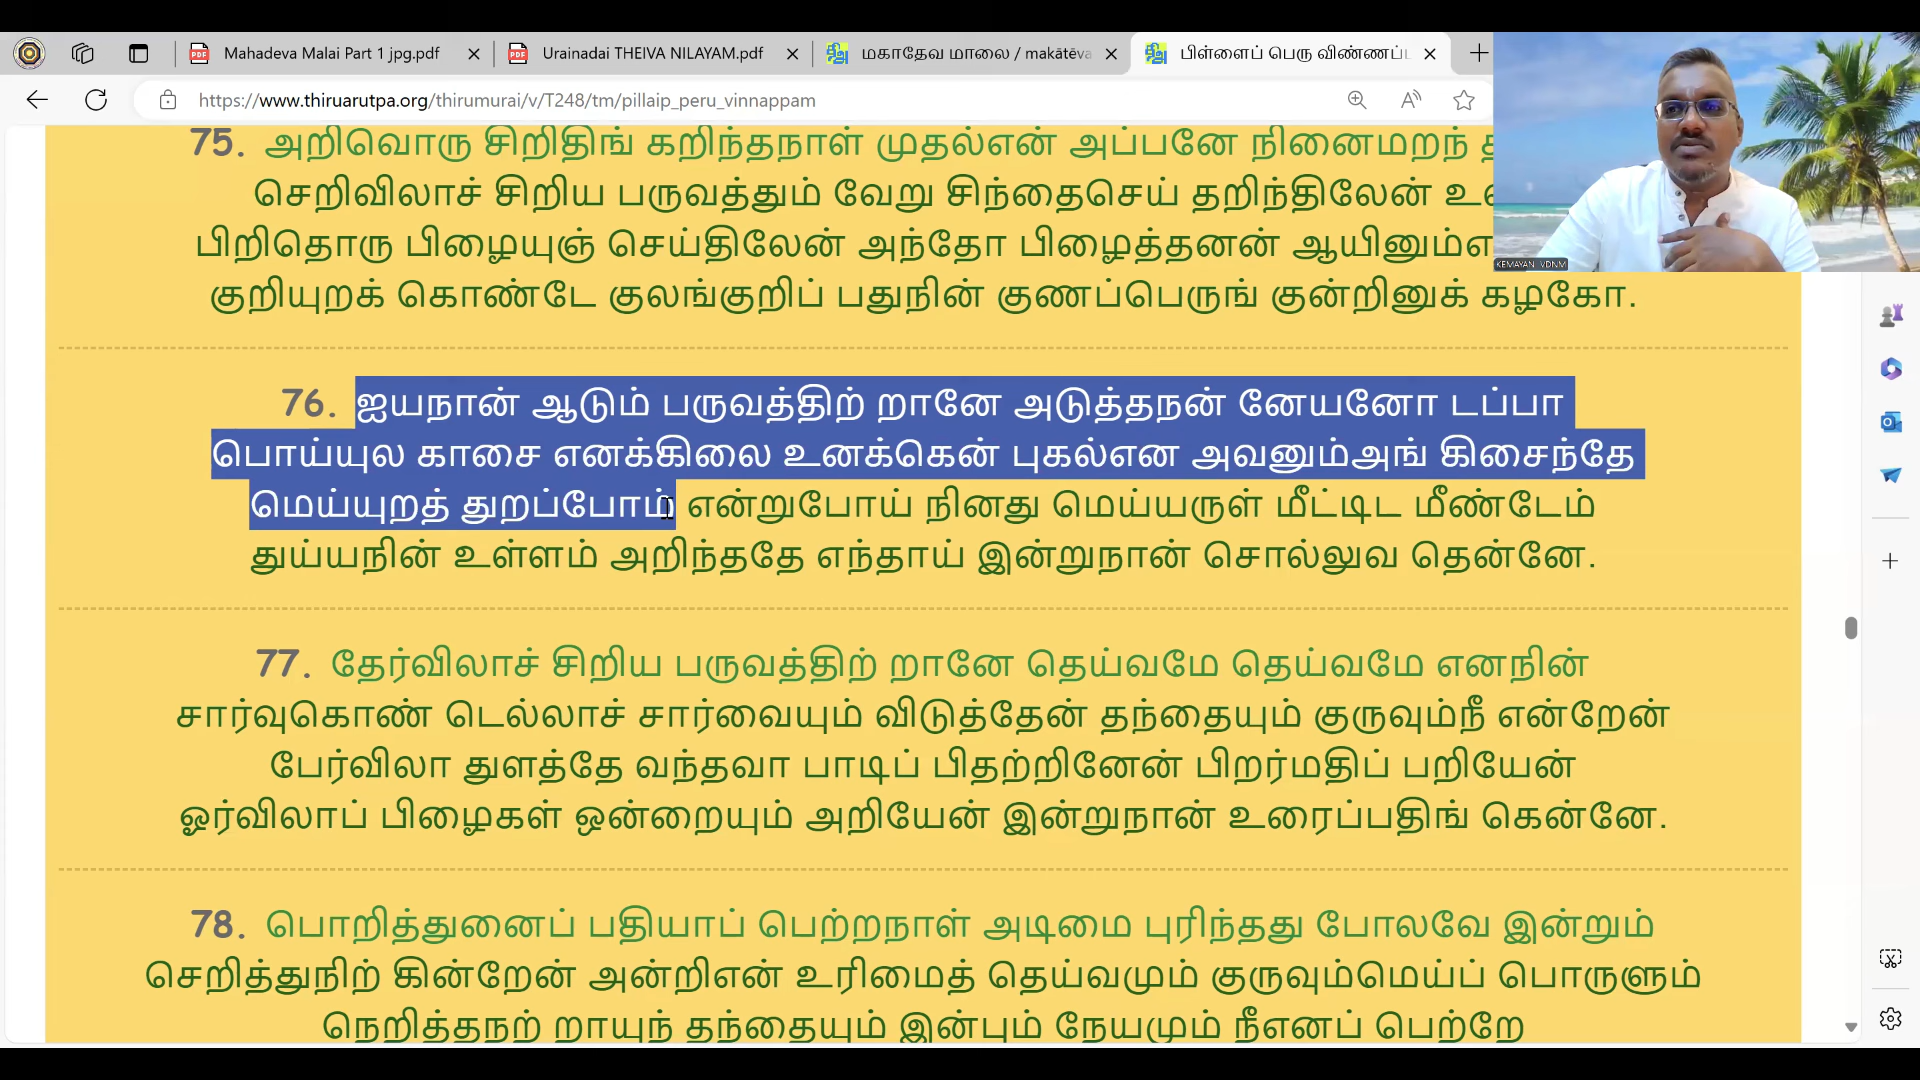 Mahadeva Malai Part 1 jpg.pdf
Urainadai THEIVA NILAYAM.pdf
மகாதேவ மாலை / makātēva
பிள்ளைப் பெரு விண்ணப்
https://www.thiruarutpa.org/thirumurai/v/T248/tm/pillaip_peru_vinnappam
KEMAYAN_VDNM
75. அறிவொரு சிறிதிங் கறிந்தநாள் முதல்என் அப்பனே நினைமறந்
செறிவிலாச் சிறிய பருவத்தும் வேறு சிந்தைசெய் தறிந்திலேன்
பிறிதொரு பிழையுஞ் செய்திலேன் அந்தோ பிழைத்தனன் ஆயினும்
குறியுறக் கொண்டே குலங்குறிப் பதுநின் குணப்பெருங் குன்றினுக் கழகோ.
76. ஐயநான் ஆடும் பருவத்திற் றானே அடுத்தநன் னேயனோ டப்பா
பொய்யுல காசை எனக்கிலை உனக்கென் புகல்என அவனும்அங் கிசைந்தே
மெய்யுறத் துறப்போம் என்றுபோய் நினது மெய்யருள் மீட்டிட மீண்டேம்
துய்யநின் உள்ளம் அறிந்ததே எந்தாய் இன்றுநான் சொல்லுவ தென்னே.
77. தேர்விலாச் சிறிய பருவத்திற் றானே தெய்வமே தெய்வமே எனநின்
சார்வுகொண் டெல்லாச் சார்வையும் விடுத்தேன் தந்தையும் குருவும்நீ என்றேன்
பேர்விலா துளத்தே வந்தவா பாடிப் பிதற்றினேன் பிறர்மதிப் பறியேன்
ஓர்விலாப் பிழைகள் ஒன்றையும் அறியேன் இன்றுநான் உரைப்பதிங் கென்னே.
78. பொறித்துனைப் பதியாப் பெற்றநாள் அடிமை புரிந்தது போலவே இன்றும்
செறித்துநிற் கின்றேன் அன்றிஎன் உரிமைத் தெய்வமும் குருவும்மெய்ப் பொருளும்
நெறித்தநற் றாயுந் தந்தையும் இன்பும் நேயமும் நீஎனப் பெற்றே